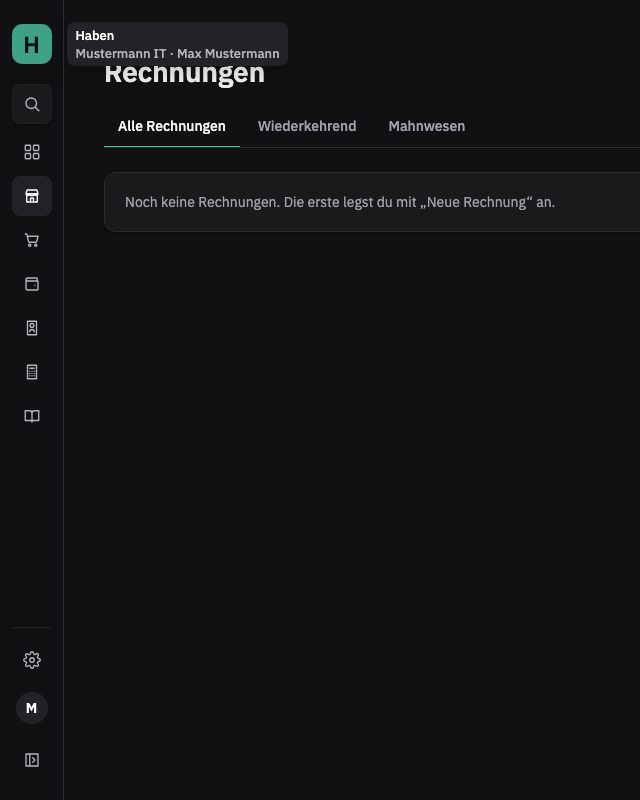 H
Haben
Mustermann IT · Max Mustermann
Rechnungen
Alle Rechnungen
Wiederkehrend
Mahnwesen
Noch keine Rechnungen. Die erste legst du mit „Neue Rechnung“ an.
M